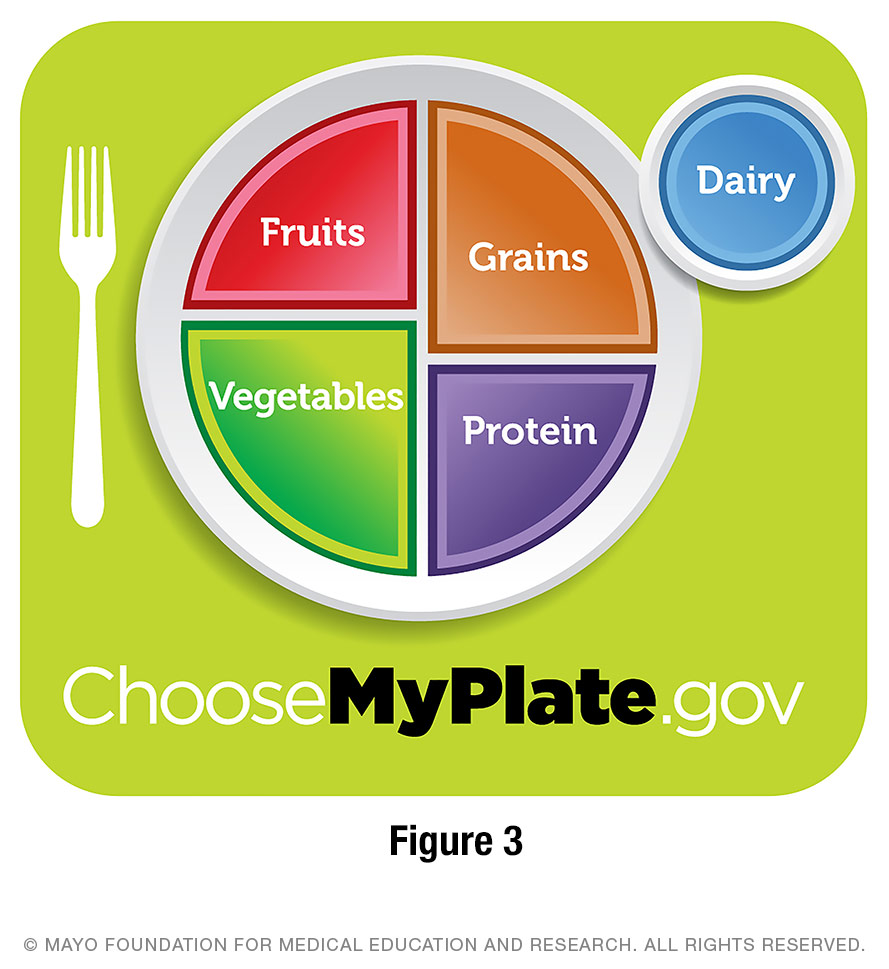 Fruits
Grains
Dairy
Vegetables
Protein
ChooseMyPlate.gov
Figure 3
© MAYO FOUNDATION FOR MEDICAL EDUCATION AND RESEARCH. ALL RIGHTS RESERVED.